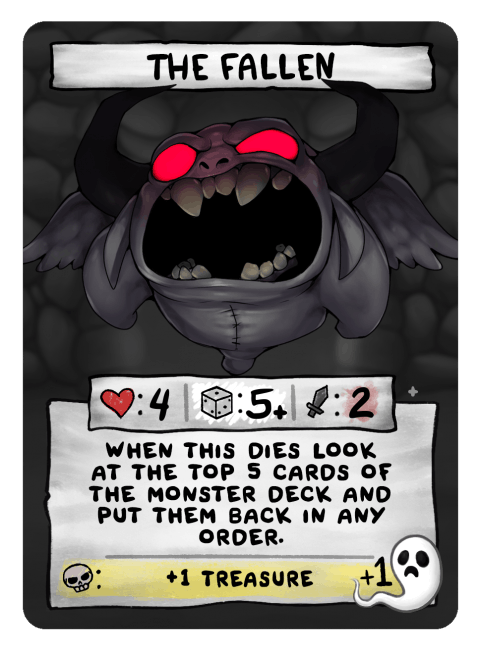 THE FALLEN
:4 :5+ :2
WHEN THIS DIES LOOK
AT THE TOP 5 CARDS OF
THE MONSTER DECK AND
PUT THEM BACK IN ANY
ORDER.
: +1 TREASURE +1